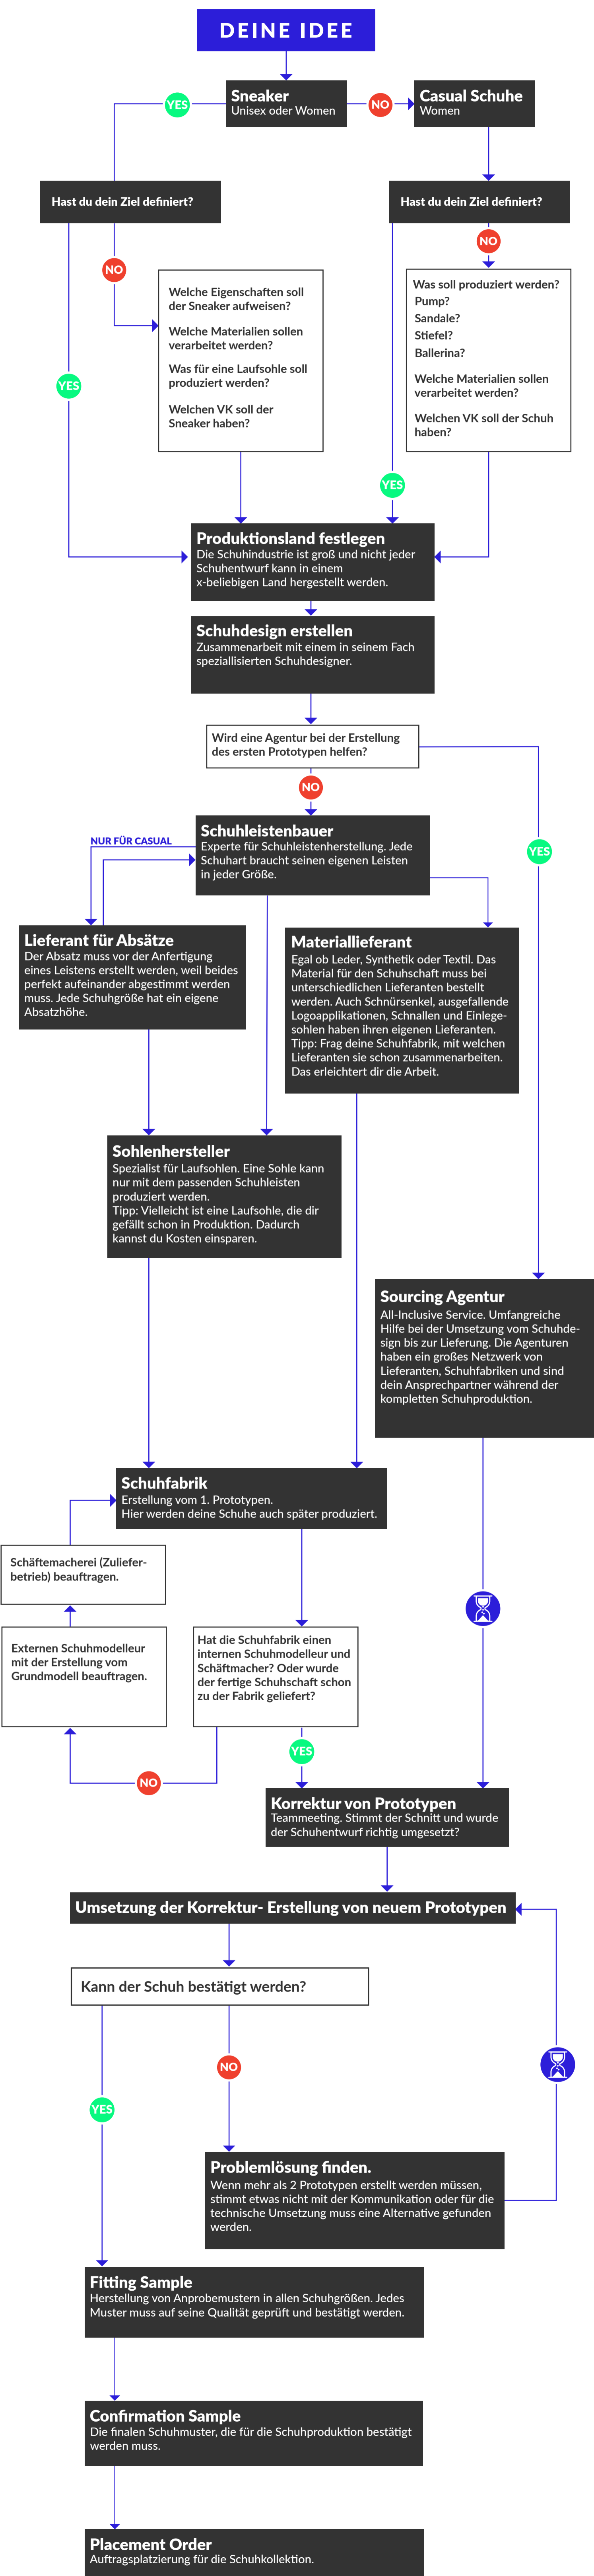 DEINE IDEE
Sneaker
Unisex oder Women
YES
NO
Casual Schuhe
Women
Hast du dein Ziel definiert?
Hast du dein Ziel definiert?
NO
NO
Welche Eigenschaften soll
der Sneaker aufweisen?
Welche Materialien sollen
verarbeitet werden?
Was für eine Laufsohle soll
produziert werden?
Welchen VK soll der
Sneaker haben?
Was soll produziert werden?
Pump?
Sandale?
Stiefel?
Ballerina?
Welche Materialien sollen
verarbeitet werden?
Welchen VK soll der Schuh
haben?
YES
YES
Produktionsland festlegen
Die Schuhindustrie ist groß und nicht jeder
Schuhentwurf kann in einem
x-beliebigen Land hergestellt werden.
Schuhdesign erstellen
Zusammenarbeit mit einem in seinem Fach
speziallisierten Schuhdesigner.
Wird eine Agentur bei der Erstellung
des ersten Prototypen helfen?
NO
YES
Schuhleistenbauer
Experte für Schuhleistenherstellung. Jede
Schuhart braucht seinen eigenen Leisten
in jeder Größe.
NUR FÜR CASUAL
Lieferant für Absätze
Der Absatz muss vor der Anfertigung
eines Leistens erstellt werden, weil beides
perfekt aufeinander abgestimmt werden
muss. Jede Schuhgröße hat ein eigene
Absatzhöhe.
Materiallieferant
Egal ob Leder, Synthetik oder Textil. Das
Material für den Schuhschaft muss bei
unterschiedlichen Lieferanten bestellt
werden. Auch Schnürsenkel, ausgefallende
Logoapplikationen, Schnallen und Einlege-
sohlen haben ihren eigenen Lieferanten.
Tipp: Frag deine Schuhfabrik, mit welchen
Lieferanten sie schon zusammenarbeiten.
Das erleichtert dir die Arbeit.
Sohlenhersteller
Spezialist für Laufsohlen. Eine Sohle kann
nur mit dem passenden Schuhleisten
produziert werden.
Tipp: Vielleicht ist eine Laufsohle, die dir
gefällt schon in Produktion. Dadurch
kannst du Kosten einsparen.
Sourcing Agentur
All-Inclusive Service. Umfangreiche
Hilfe bei der Umsetzung vom Schuhde-
sign bis zur Lieferung. Die Agenturen
haben ein großes Netzwerk von
Lieferanten, Schuhfabriken und sind
dein Ansprechpartner während der
kompletten Schuhproduktion.
Schuhfabrik
Erstellung vom 1. Prototypen.
Hier werden deine Schuhe auch später produziert.
Schäftemacherei (Zuliefer-
betrieb) beauftragen.
Externen Schuhmodelleur
mit der Erstellung vom
Grundmodell beauftragen.
Hat die Schuhfabrik einen
internen Schuhmodelleur und
Schäftmacher? Oder wurde
der fertige Schuhschaft schon
zu der Fabrik geliefert?
YES
NO
Korrektur von Prototypen
Teammeeting. Stimmt der Schnitt und wurde
der Schuhentwurf richtig umgesetzt?
Umsetzung der Korrektur- Erstellung von neuem Prototypen
Kann der Schuh bestätigt werden?
NO
YES
Problemlösung finden.
Wenn mehr als 2 Prototypen erstellt werden müssen,
stimmt etwas nicht mit der Kommunikation oder für die
technische Umsetzung muss eine Alternative gefunden
werden.
Fitting Sample
Herstellung von Anprobemustern in allen Schuhgrößen. Jedes
Muster muss auf seine Qualität geprüft und bestätigt werden.
Confirmation Sample
Die finalen Schuhmuster, die für die Schuhproduktion bestätigt
werden muss.
Placement Order
Auftragsplatzierung für die Schuhkollektion.